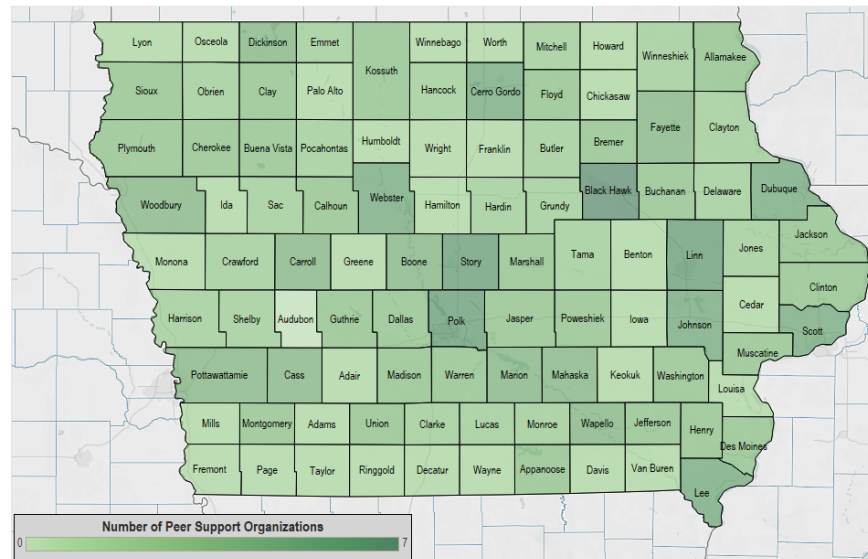 Lyon Osceola Dickinson Emmet Winnebago Worth Mitchell Howard Winneshiek Allamakee
Kossuth
Sioux Obrien Clay Palo Alto Hancock Cerro Gordo Floyd Chickasaw
Fayette Clayton
Plymouth Cherokee Buena Vista Pocahontas Humboldt Wright Franklin Butler Bremer
Woodbury Ida Sac Calhoun Webster Hamilton Hardin Grundy Black Hawk Buchanan Delaware Dubuque
Jackson
Monona Crawford Carroll Greene Boone Story Marshall Tama Benton Linn Jones
Clinton
Harrison Shelby Audubon Guthrie Dallas Polk Jasper Poweshiek Iowa Johnson Cedar
Scott
Muscatine
Pottawattamie Cass Adair Madison Warren Marion Mahaska Keokuk Washington
Louisa
Mills Montgomery Adams Union Clarke Lucas Monroe Wapello Jefferson Henry
Des Moines
Fremont Page Taylor Ringgold Decatur Wayne Appanoose Davis Van Buren
Lee
Number of Peer Support Organizations
0 7